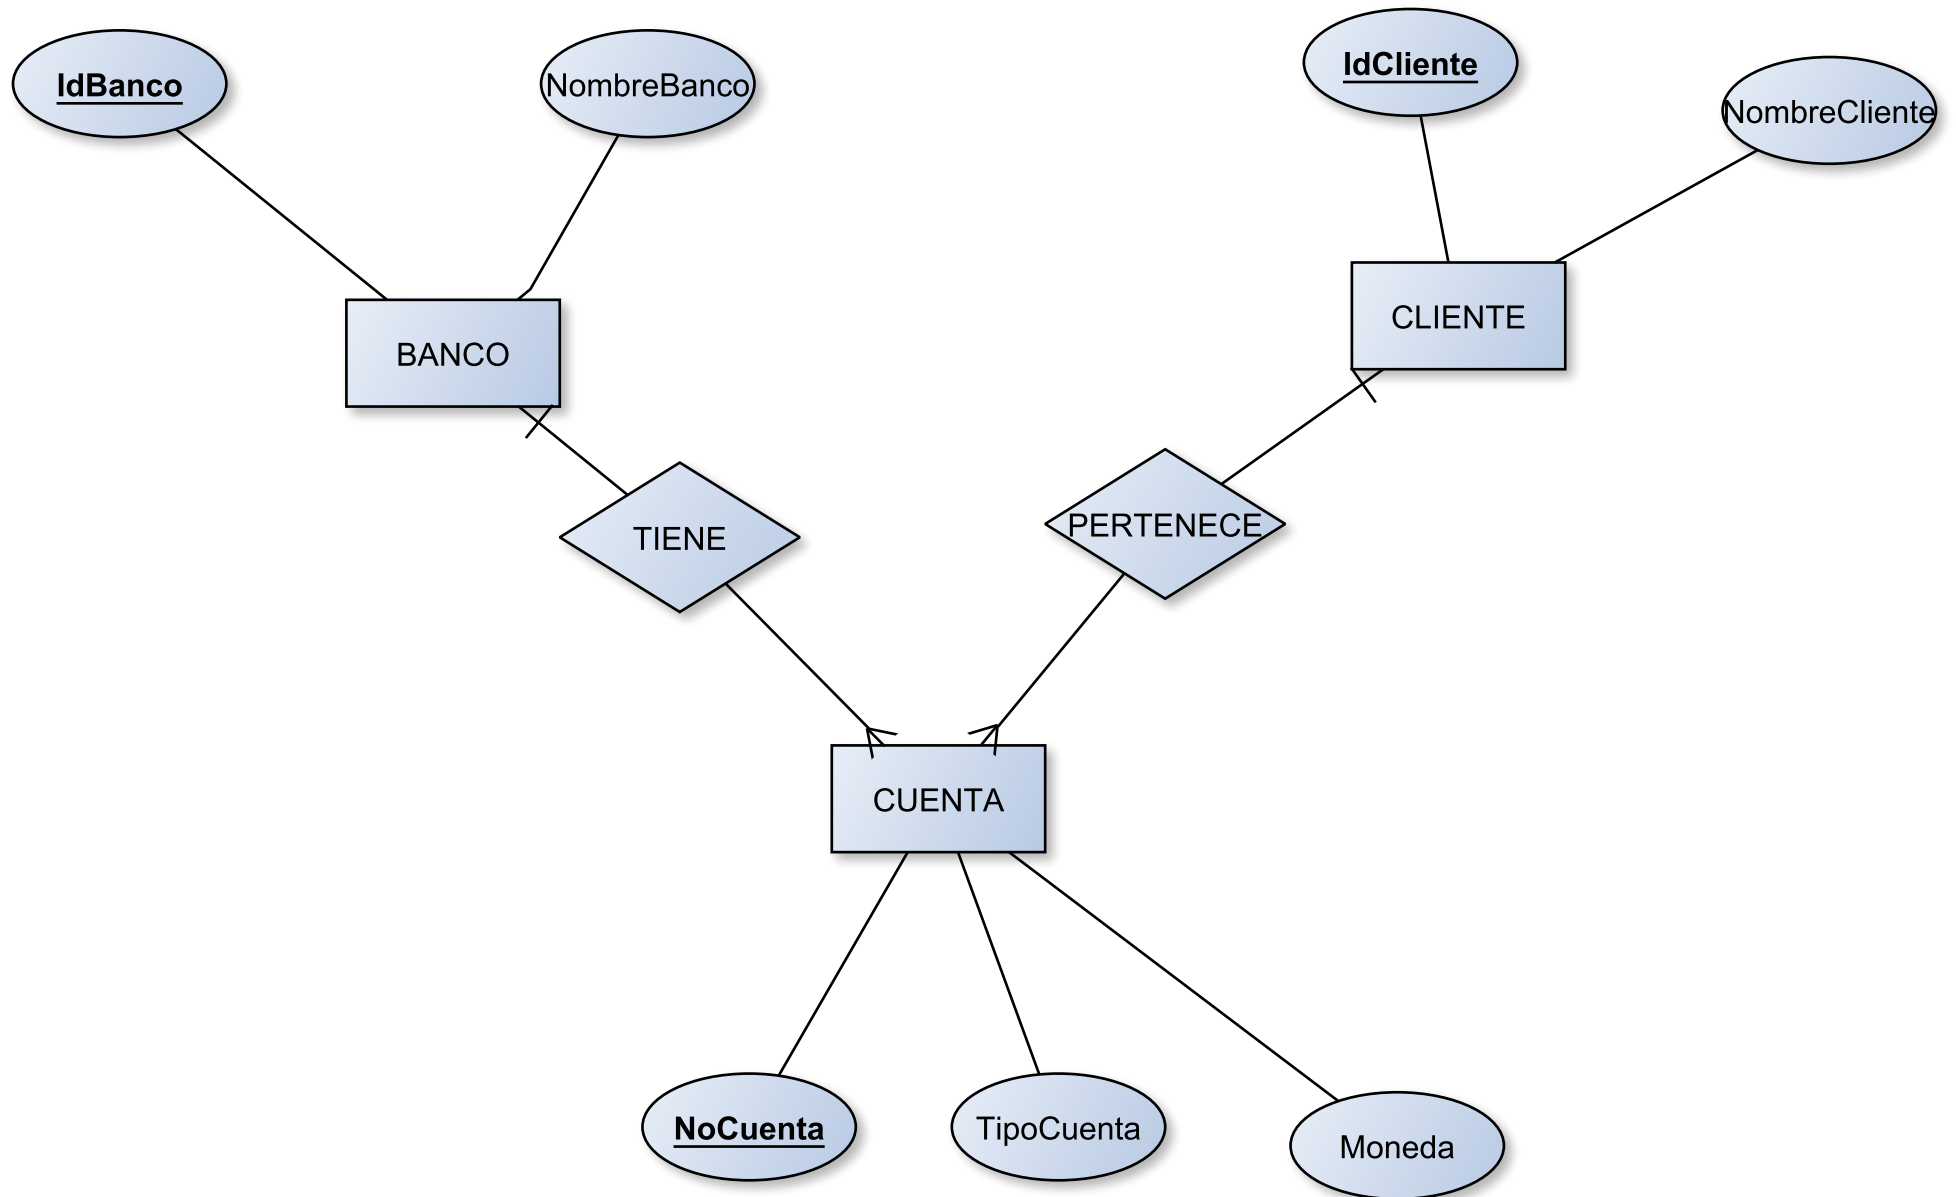 IdBanco
NombreBanco
IdCliente
NombreCliente
BANCO
CLIENTE
TIENE
PERTENECE
CUENTA
NoCuenta
TipoCuenta
Moneda